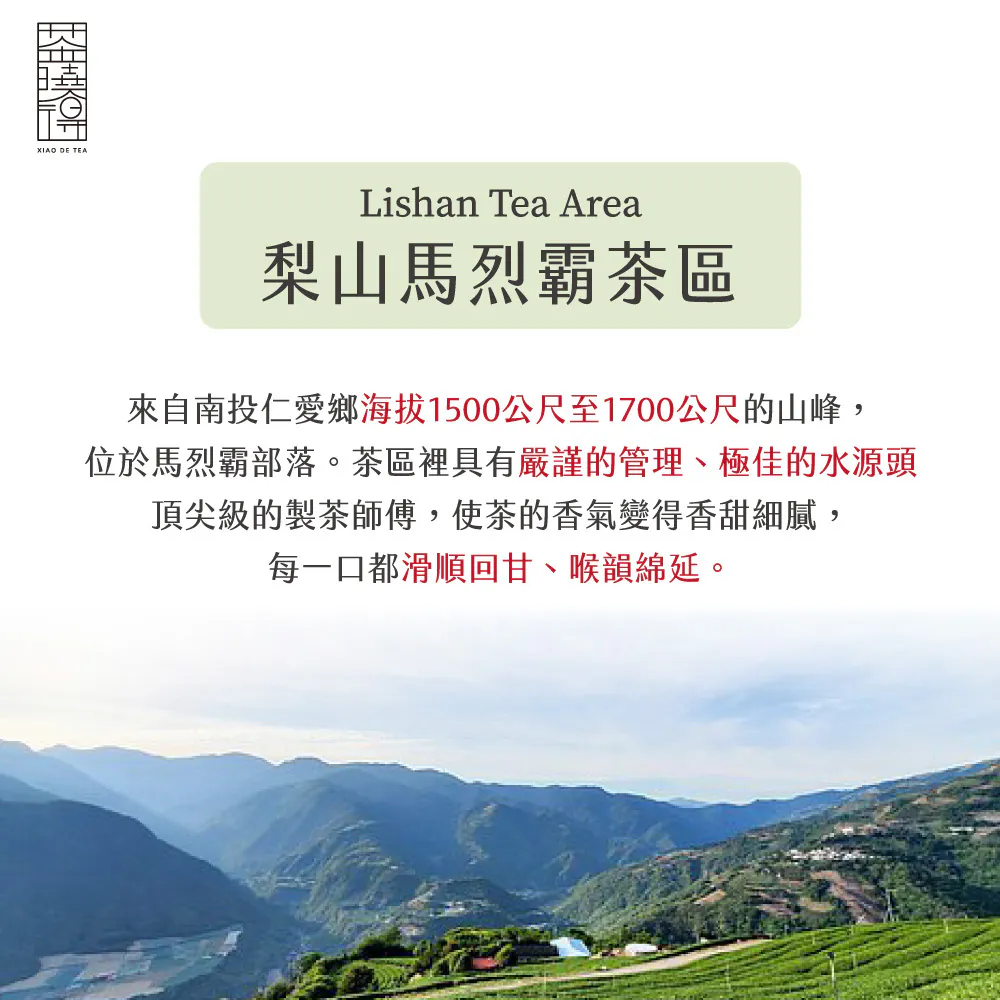 茶曉得
XIAO DE TEA
Lishan Tea Area
梨山馬烈霸茶區
來自南投仁愛鄉海拔1500公尺至1700公尺的山峰，
位於馬烈霸部落。茶區裡具有嚴謹的管理、極佳的水源頭
頂尖級的製茶師傅，使茶的香氣變得香甜細膩，
每一口都滑順回甘、喉韻綿延。